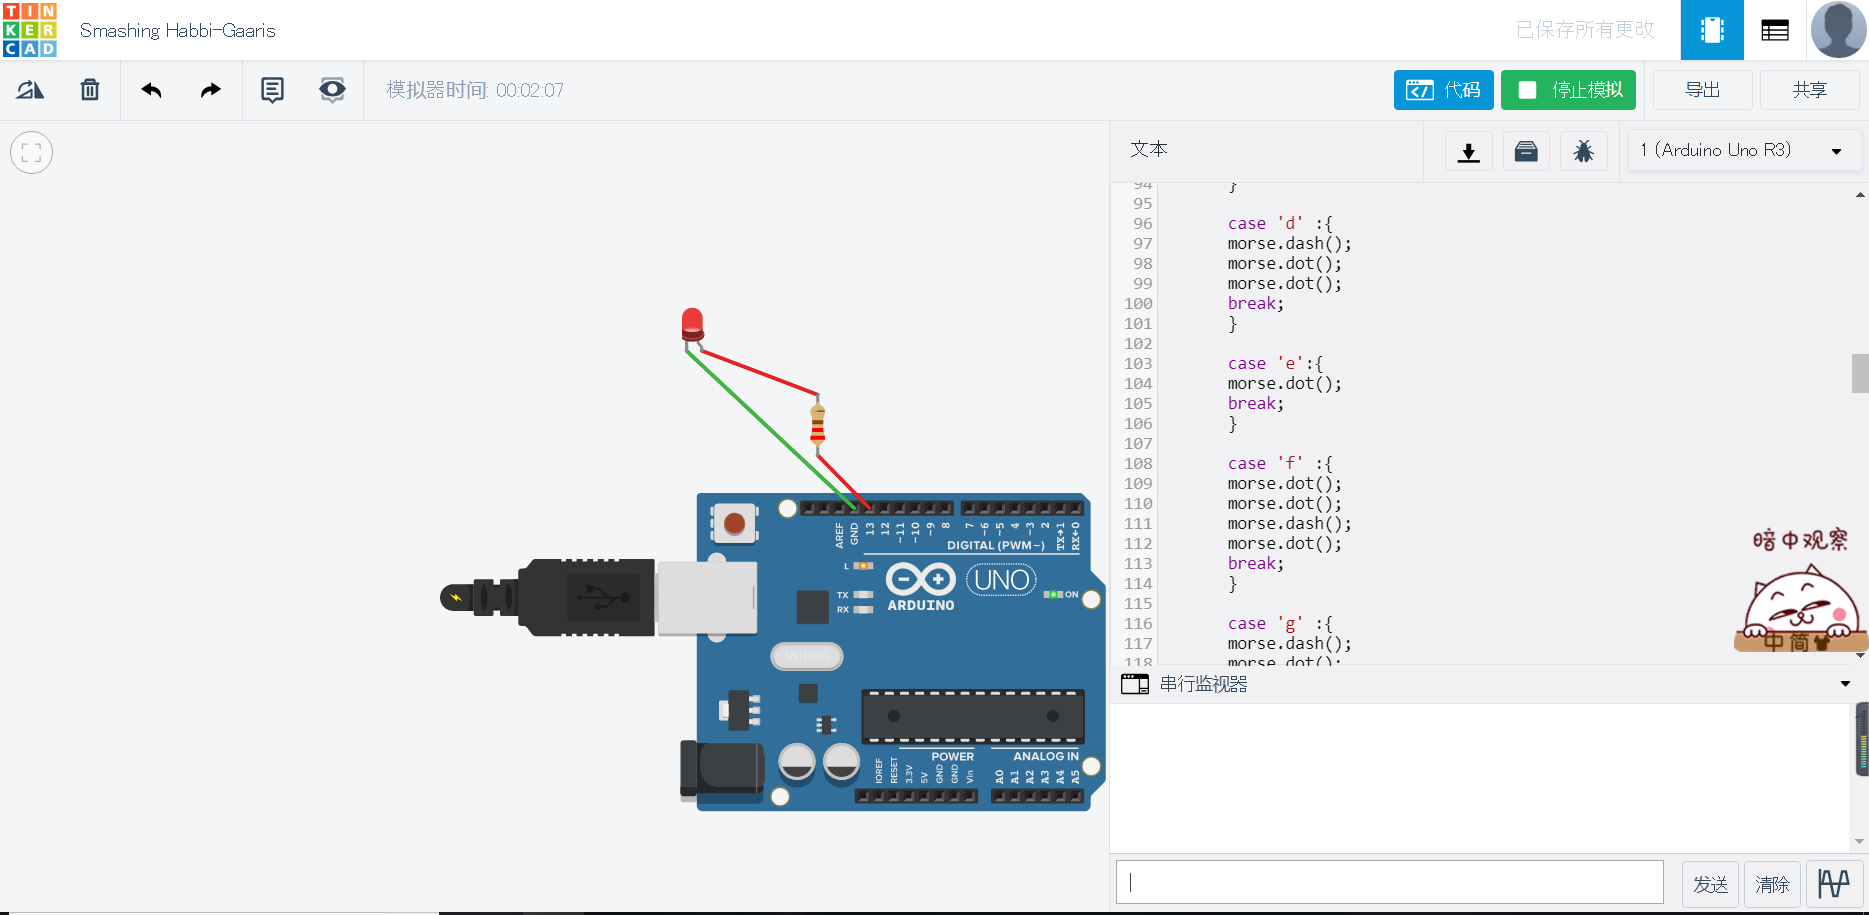 TIN
KER
CAD
Smashing Habbi-Gaaris
已保存所有更改
模拟器时间: 00:02:07
代码
停止模拟
导出
共享
文本
1 (Arduino Uno R3)
94 }
95
96 case 'd' :{
97 morse.dash();
98 morse.dot();
99 morse.dot();
100 break;
101 }
102
103 case 'e':{
104 morse.dot();
105 break;
106 }
107
108 case 'f' :{
109 morse.dot();
110 morse.dot();
111 morse.dash();
112 morse.dot();
113 break;
114 }
115
116 case 'g' :{
117 morse.dash();
118 morse.dot();
暗中观察
中 简
串行监视器
发送
清除
AREF
GND
13
12
~11
~10
~9
8
7
~6
~5
4
~3
2
TX→1
RX←0
DIGITAL (PWM~)
L
TX
RX
ARDUINO
UNO
ON
POWER
ANALOG IN
IOREF
RESET
3.3V
5V
GND
GND
Vin
A0
A1
A2
A3
A4
A5